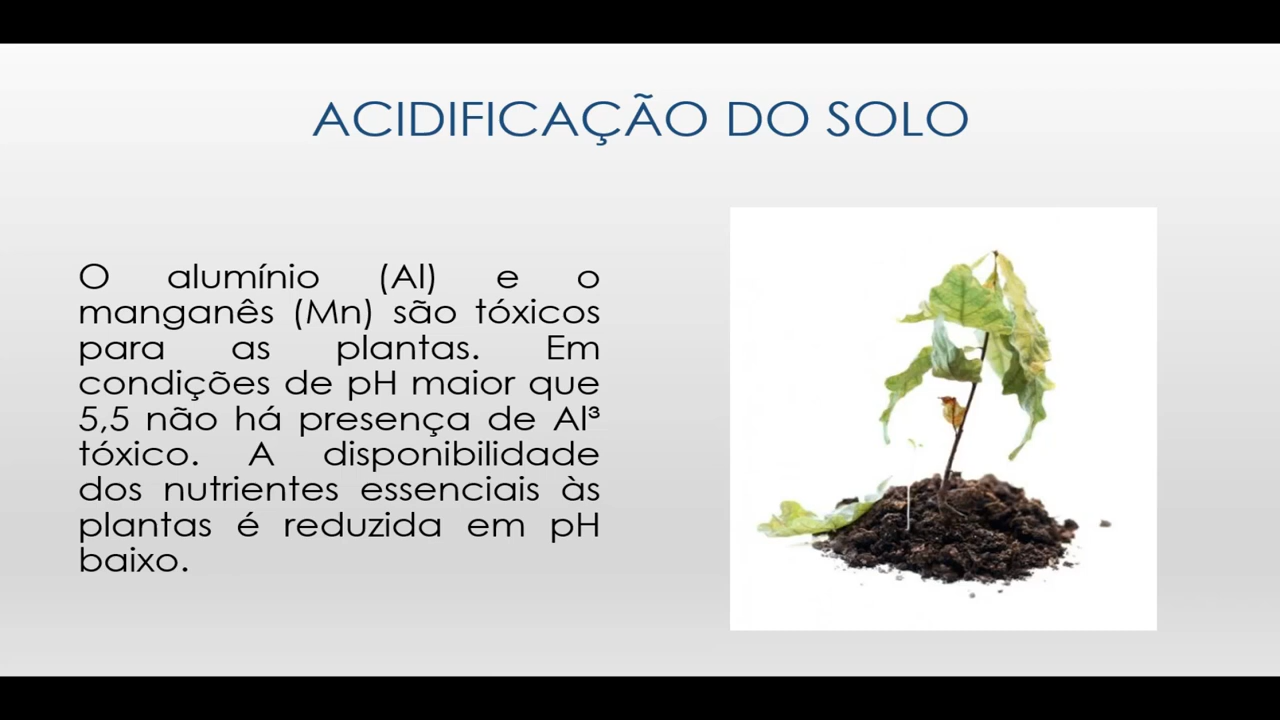 ACIDIFICAÇÃO DO SOLO
O alumínio (Al) e o
manganês (Mn) são tóxicos
para as plantas. Em
condições de pH maior que
5,5 não há presença de Al³
tóxico. A disponibilidade
dos nutrientes essenciais às
plantas é reduzida em pH
baixo.